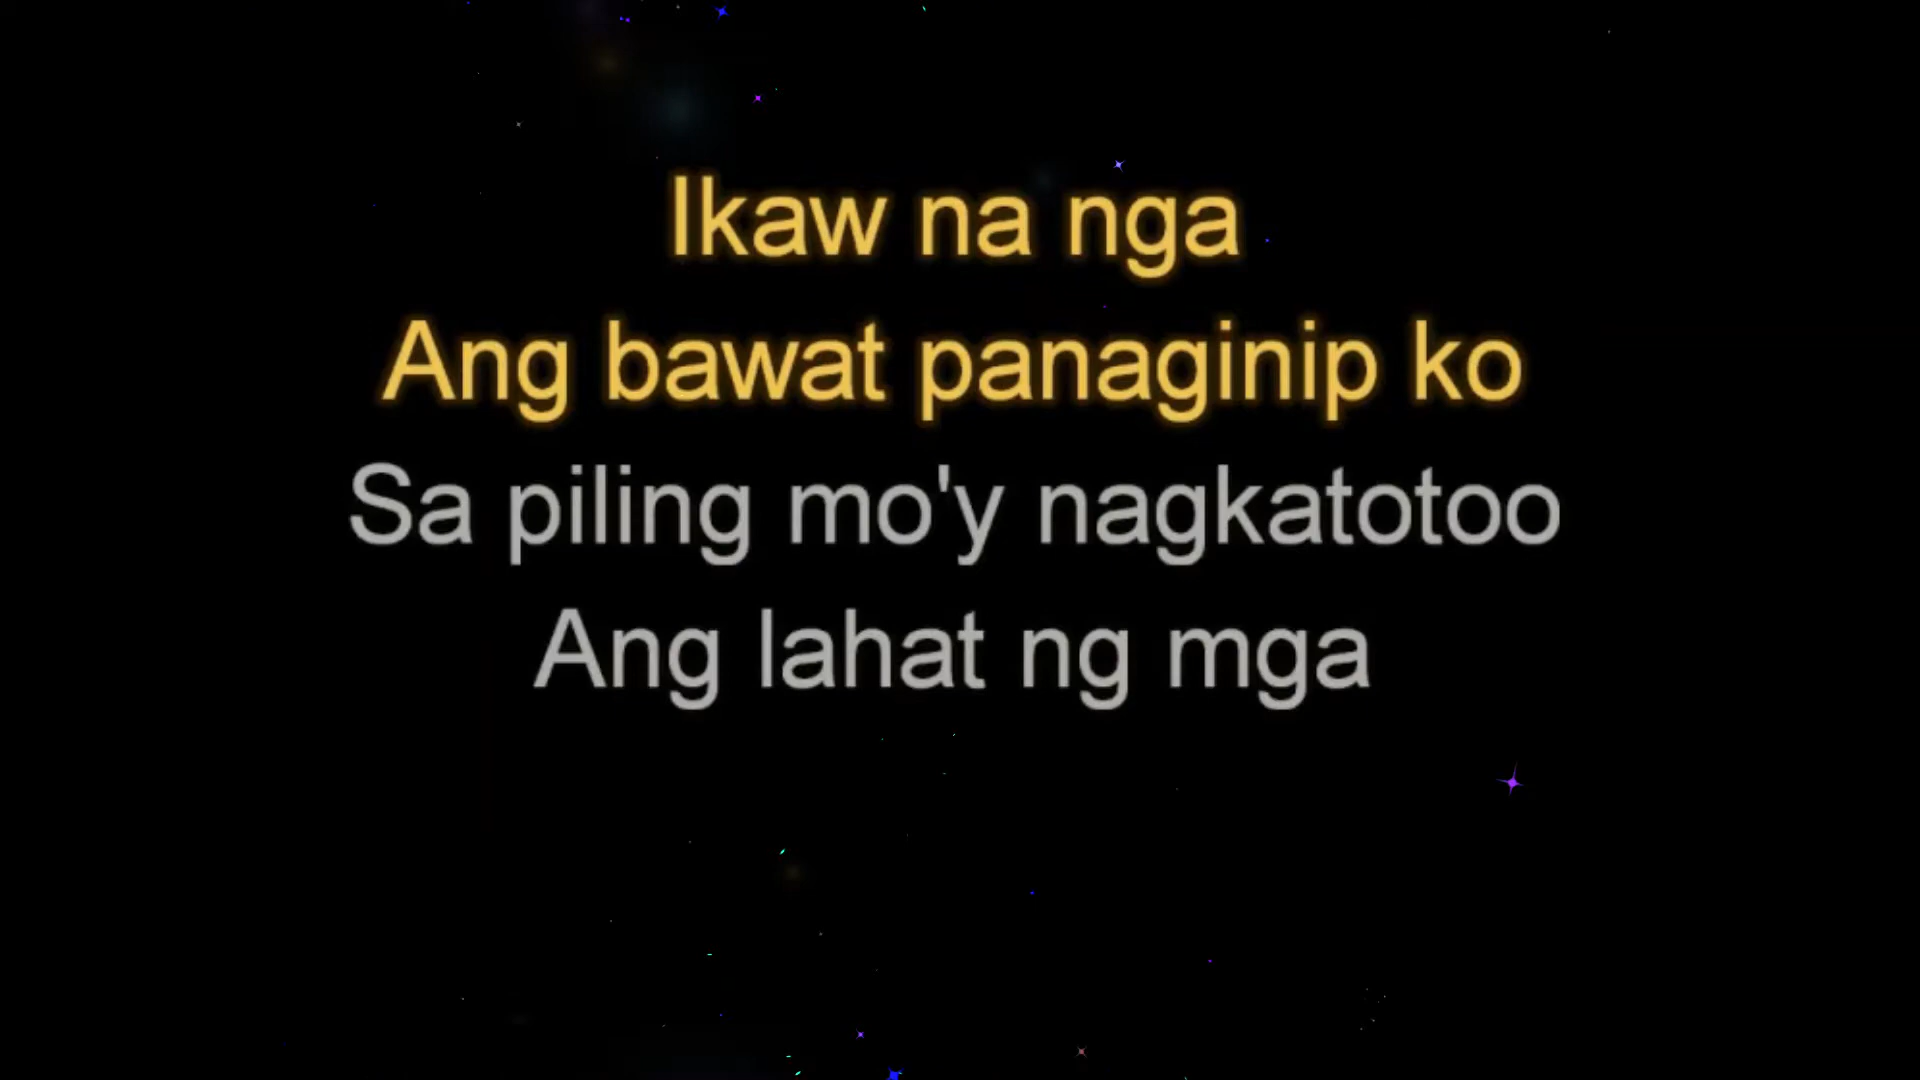 Ikaw na nga
Ang bawat panaginip ko
Sa piling mo'y nagkatotoo
Ang lahat ng mga